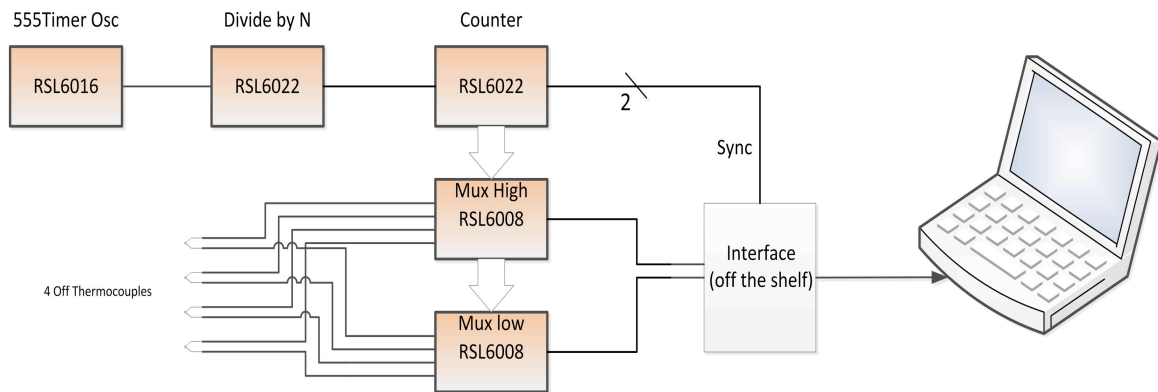 555Timer Osc
Divide by N
Counter
RSL6016
RSL6022
RSL6022
2
Sync
Mux High
RSL6008
Interface
(off the shelf)
4 Off Thermocouples
Mux low
RSL6008